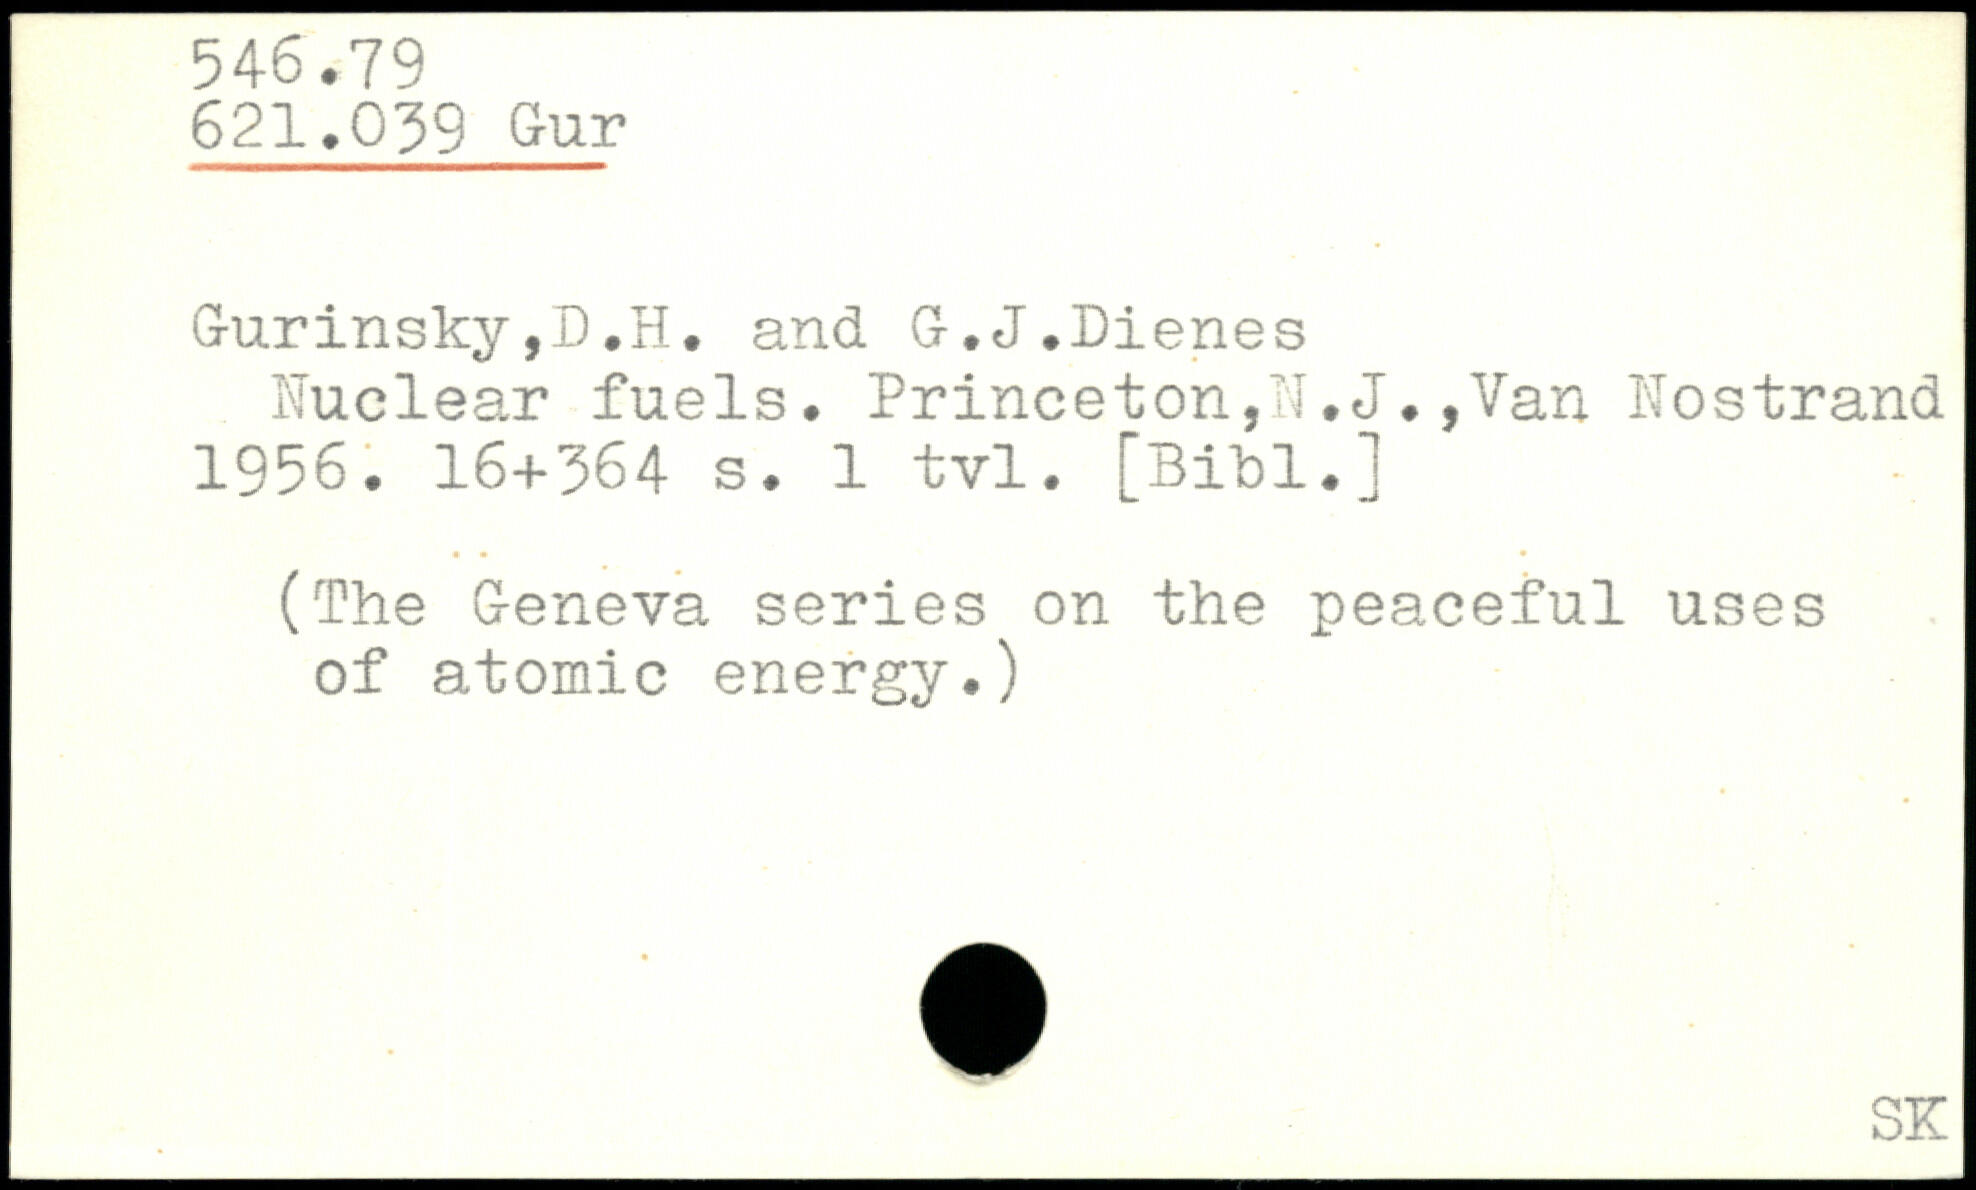 546.79
621.039 Gur
Gurinsky,D.H. and G.J.Dienes
Nuclear fuels. Princeton,N.J.,Van Nostrand
1956. 16+364 s. 1 tvl. [Bibl.]
(The Geneva series on the peaceful uses
of atomic energy.)
SK